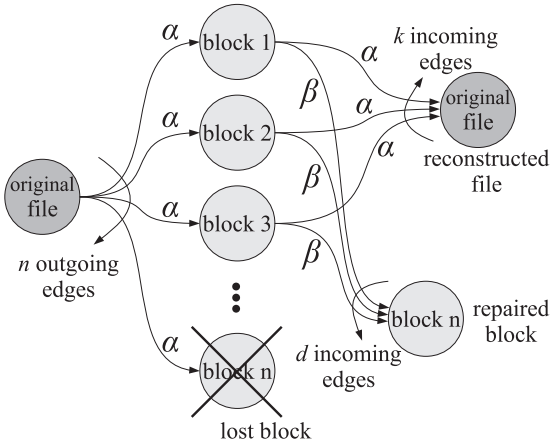 α
block 1
α
k incoming
edges
β
original
file
α
block 2
α
reconstructed
file
α
β
original
file
α
block 3
β
n outgoing
edges
repaired
block
block n
d incoming
edges
α
block n
lost block